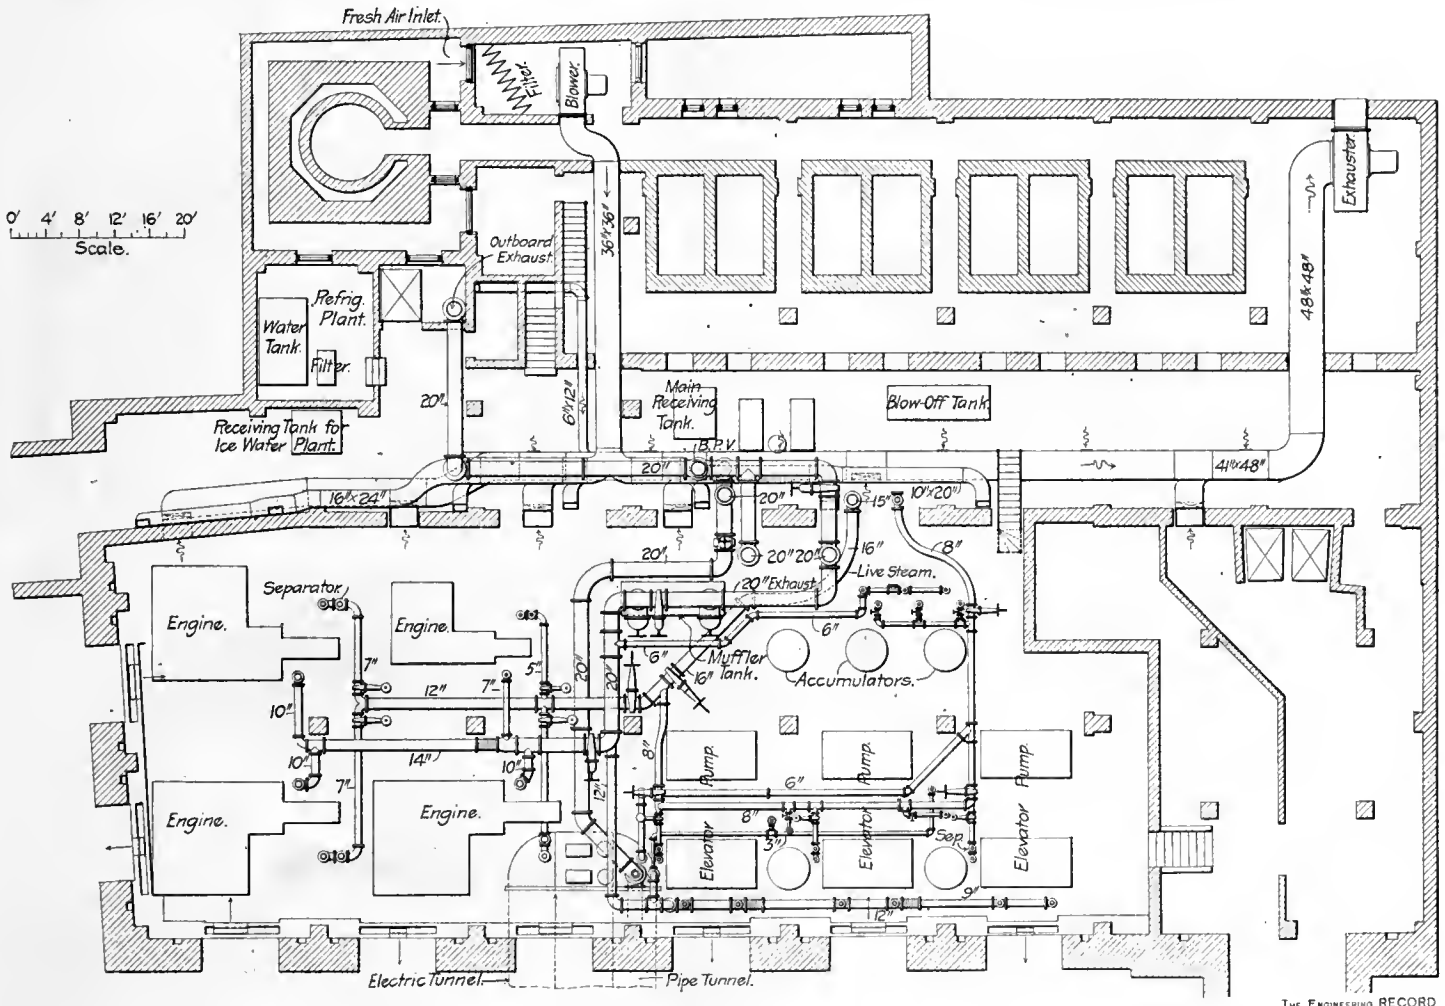 Fresh Air Inlet.
Filter.
Blower.
36"x36"
Exhauster.
48"x48"
0' 4' 8' 12' 16' 20'
Scale.
Outboard
Exhaust.
Refrig.
Plant.
Water
Tank.
Filter.
20"
6"x12"
Main
Receiving
Tank.
Blow-Off Tank.
Receiving Tank for
Ice Water Plant.
B.P.V.
20"
16"x24"
20"
15"
10"x20"
41"x48"
20"
20"
20"
16"
8"
Live Steam.
20" Exhaust
Separator.
Engine.
Engine.
7"
5"
6"
6"
Muffler
Tank.
Accumulators.
20"
20"
16"
12"
7"
10"
14"
10"
10"
8"
7"
12"
Pump.
Pump.
Pump.
6"
8"
3"
Sep.
Engine.
Engine.
Elevator
Elevator
Elevator
9"
12"
Electric Tunnel.
Pipe Tunnel.
THE ENGINEERING RECORD